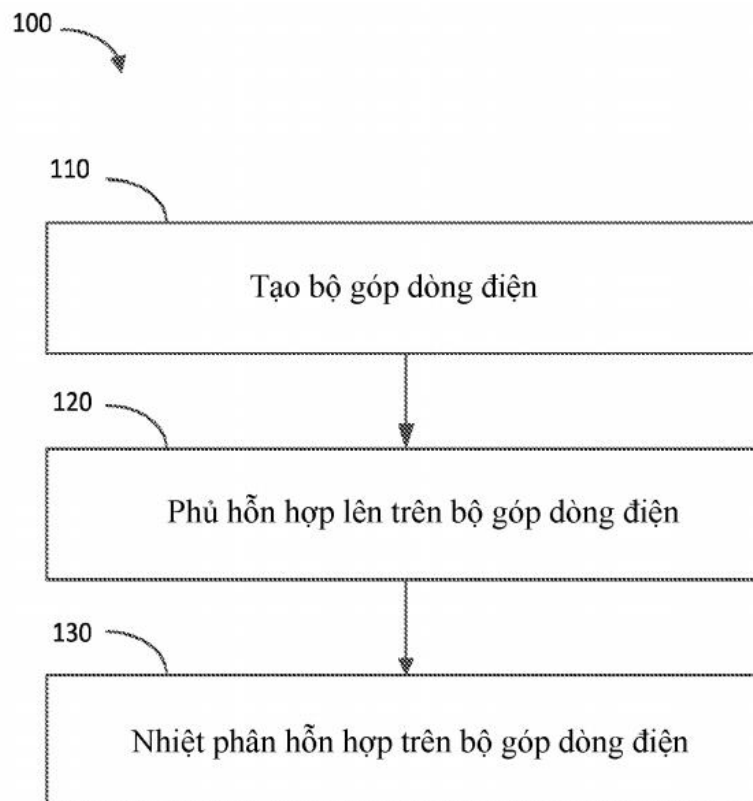 100
110
Tạo bộ góp dòng điện
120
Phủ hỗn hợp lên trên bộ góp dòng điện
130
Nhiệt phân hỗn hợp trên bộ góp dòng điện